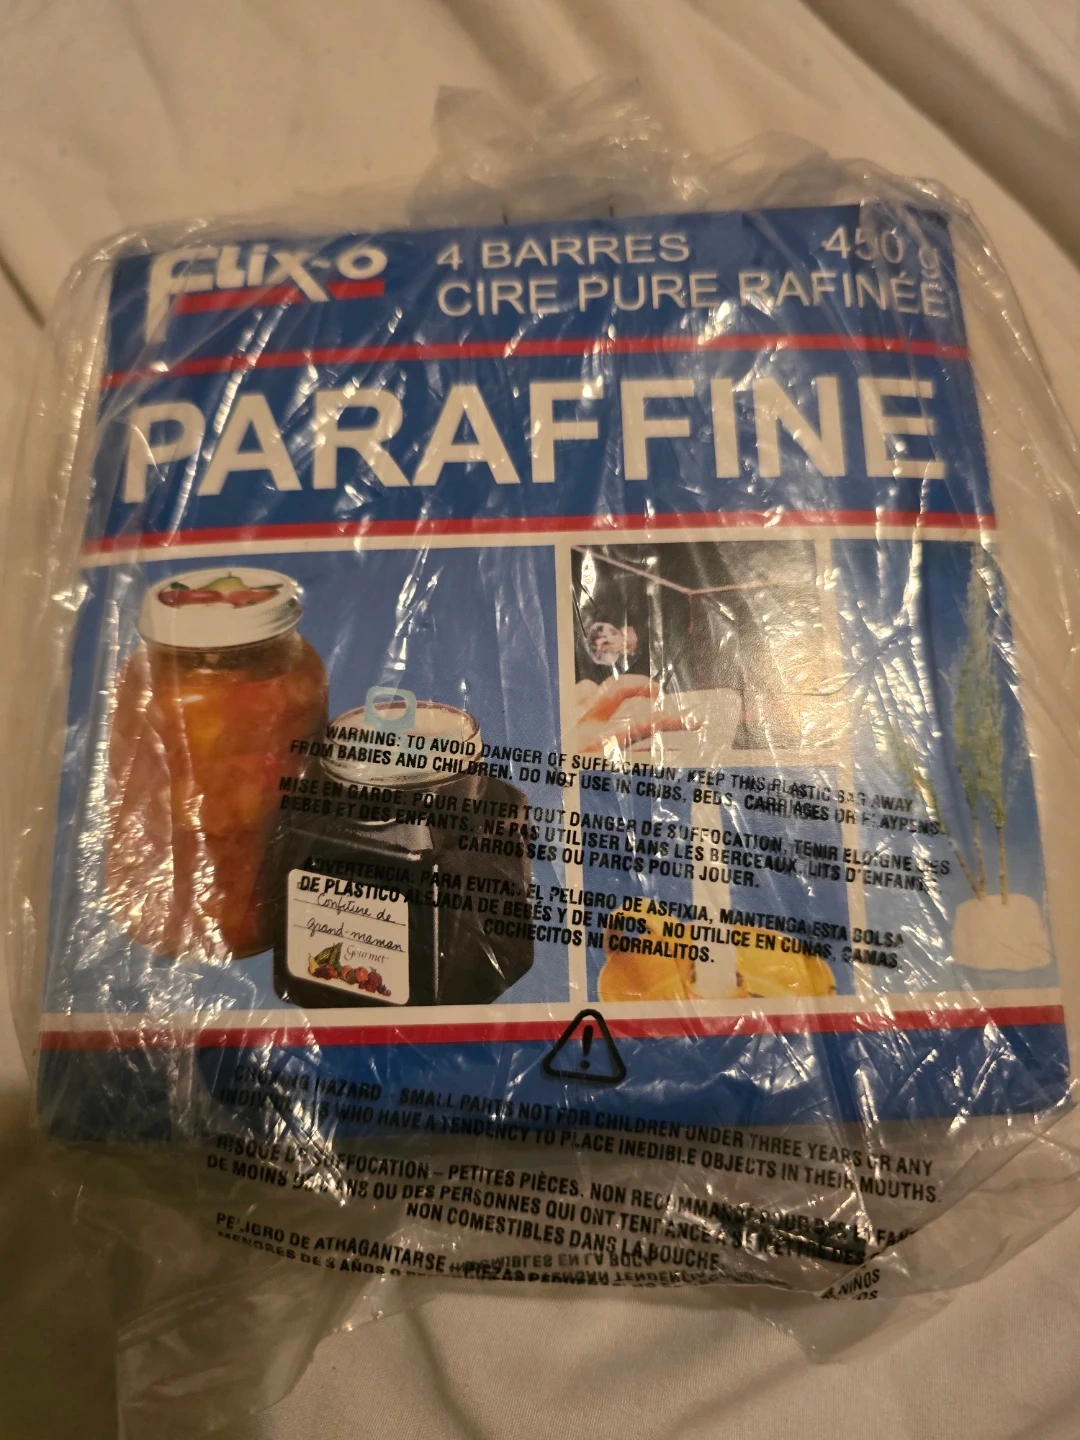 FLix-o
4 BARRES
450 g
CIRE PURE RAFINÉE
PARAFFINE
WARNING: TO AVOID DANGER OF SUFFOCATION, KEEP THIS PLASTIC BAG AWAY
FROM BABIES AND CHILDREN. DO NOT USE IN CRIBS, BEDS, CARRIAGES OR PLAYPENS.
MISE EN GARDE: POUR EVITER TOUT DANGER DE SUFFOCATION, TENIR ELOIGNE DES
BEBES ET DES ENFANTS. NE PAS UTILISER DANS LES BERCEAUX, LITS D'ENFANT,
CARROSSES OU PARCS POUR JOUER.
ADVERTENCIA: PARA EVITAR EL PELIGRO DE ASFIXIA, MANTENGA ESTA BOLSA
DE PLASTICO ALEJADA DE BEBÉS Y DE NIÑOS. NO UTILICE EN CUNAS, CAMAS,
COCHECITOS NI CORRALITOS.
Confiture de
grand-maman
Gourmet
CHOKING HAZARD - SMALL PARTS NOT FOR CHILDREN UNDER THREE YEARS OR ANY
INDIVIDUALS WHO HAVE A TENDENCY TO PLACE INEDIBLE OBJECTS IN THEIR MOUTHS.
RISQUE DE SUFFOCATION – PETITES PIÈCES. NON RECOMMANDÉ POUR DES
DE MOINS DE 3 ANS OU DES PERSONNES QUI ONT TENDANCE A
NON COMESTIBLES DANS LA BOUCHE.
PELIGRO DE ATRAGANTARSE
MENORES DE 3 AÑOS O
NIÑOS